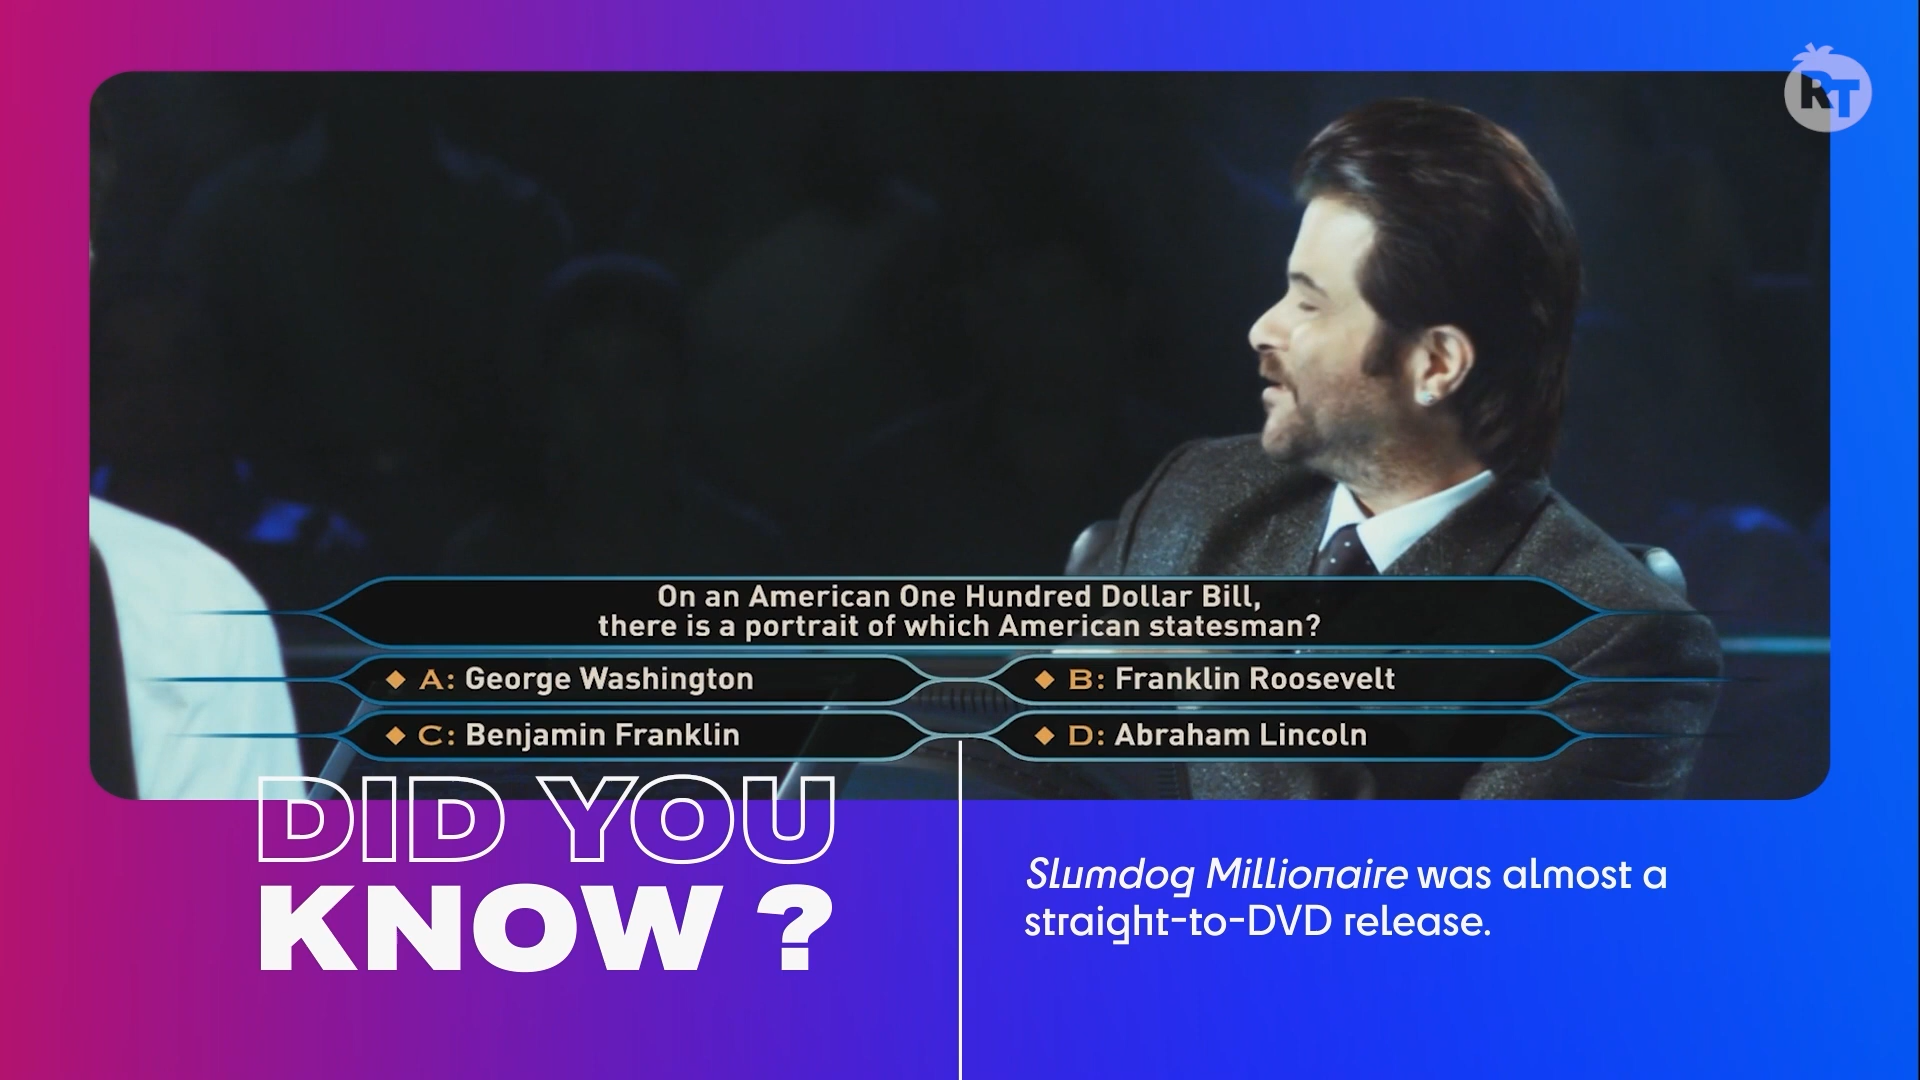 RT
On an American One Hundred Dollar Bill,
there is a portrait of which American statesman?
A: George Washington
B: Franklin Roosevelt
C: Benjamin Franklin
D: Abraham Lincoln
DID YOU
KNOW ?
Slumdog Millionaire was almost a
straight-to-DVD release.